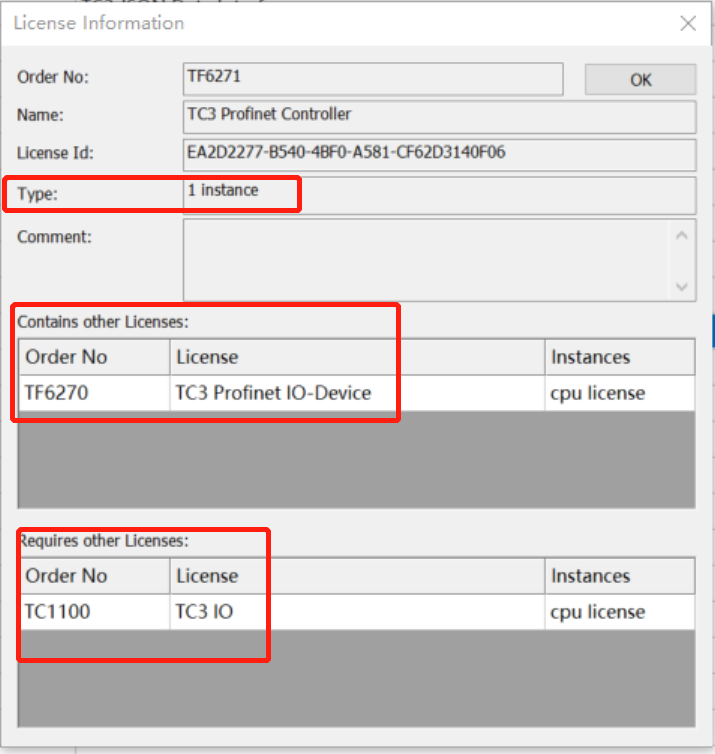 License Information
Order No: TF6271 OK
Name: TC3 Profinet Controller
License Id: EA2D2277-B540-4BF0-A581-CF62D3140F06
Type: 1 instance
Comment:
Contains other Licenses:
Order No License Instances
TF6270 TC3 Profinet IO-Device cpu license
Requires other Licenses:
Order No License Instances
TC1100 TC3 IO cpu license